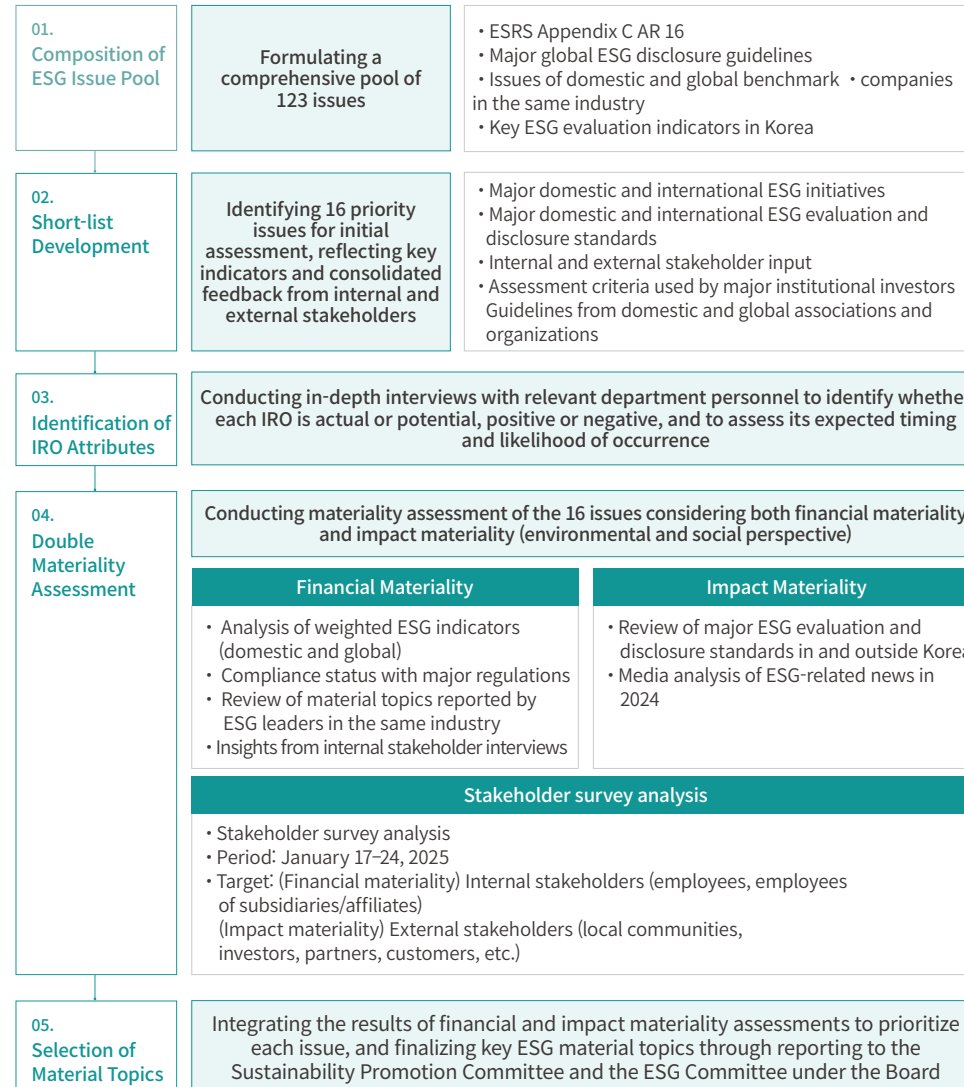 01.
Composition of
ESG Issue Pool
Formulating a
comprehensive pool of
123 issues
• ESRS Appendix C AR 16
• Major global ESG disclosure guidelines
• Issues of domestic and global benchmark • companies
in the same industry
• Key ESG evaluation indicators in Korea
02.
Short-list
Development
Identifying 16 priority
issues for initial
assessment, reflecting key
indicators and consolidated
feedback from internal and
external stakeholders
• Major domestic and international ESG initiatives
• Major domestic and international ESG evaluation and
disclosure standards
• Internal and external stakeholder input
• Assessment criteria used by major institutional investors
Guidelines from domestic and global associations and
organizations
03.
Identification of
IRO Attributes
Conducting in-depth interviews with relevant department personnel to identify whethe
each IRO is actual or potential, positive or negative, and to assess its expected timing
and likelihood of occurrence
04.
Double
Materiality
Assessment
Conducting materiality assessment of the 16 issues considering both financial materiality
and impact materiality (environmental and social perspective)
Financial Materiality
• Analysis of weighted ESG indicators
(domestic and global)
• Compliance status with major regulations
• Review of material topics reported by
ESG leaders in the same industry
• Insights from internal stakeholder interviews
Impact Materiality
• Review of major ESG evaluation and
disclosure standards in and outside Korea
• Media analysis of ESG-related news in
2024
Stakeholder survey analysis
• Stakeholder survey analysis
• Period: January 17–24, 2025
• Target: (Financial materiality) Internal stakeholders (employees, employees
of subsidiaries/affiliates)
(Impact materiality) External stakeholders (local communities,
investors, partners, customers, etc.)
05.
Selection of
Material Topics
Integrating the results of financial and impact materiality assessments to prioritize
each issue, and finalizing key ESG material topics through reporting to the
Sustainability Promotion Committee and the ESG Committee under the Board